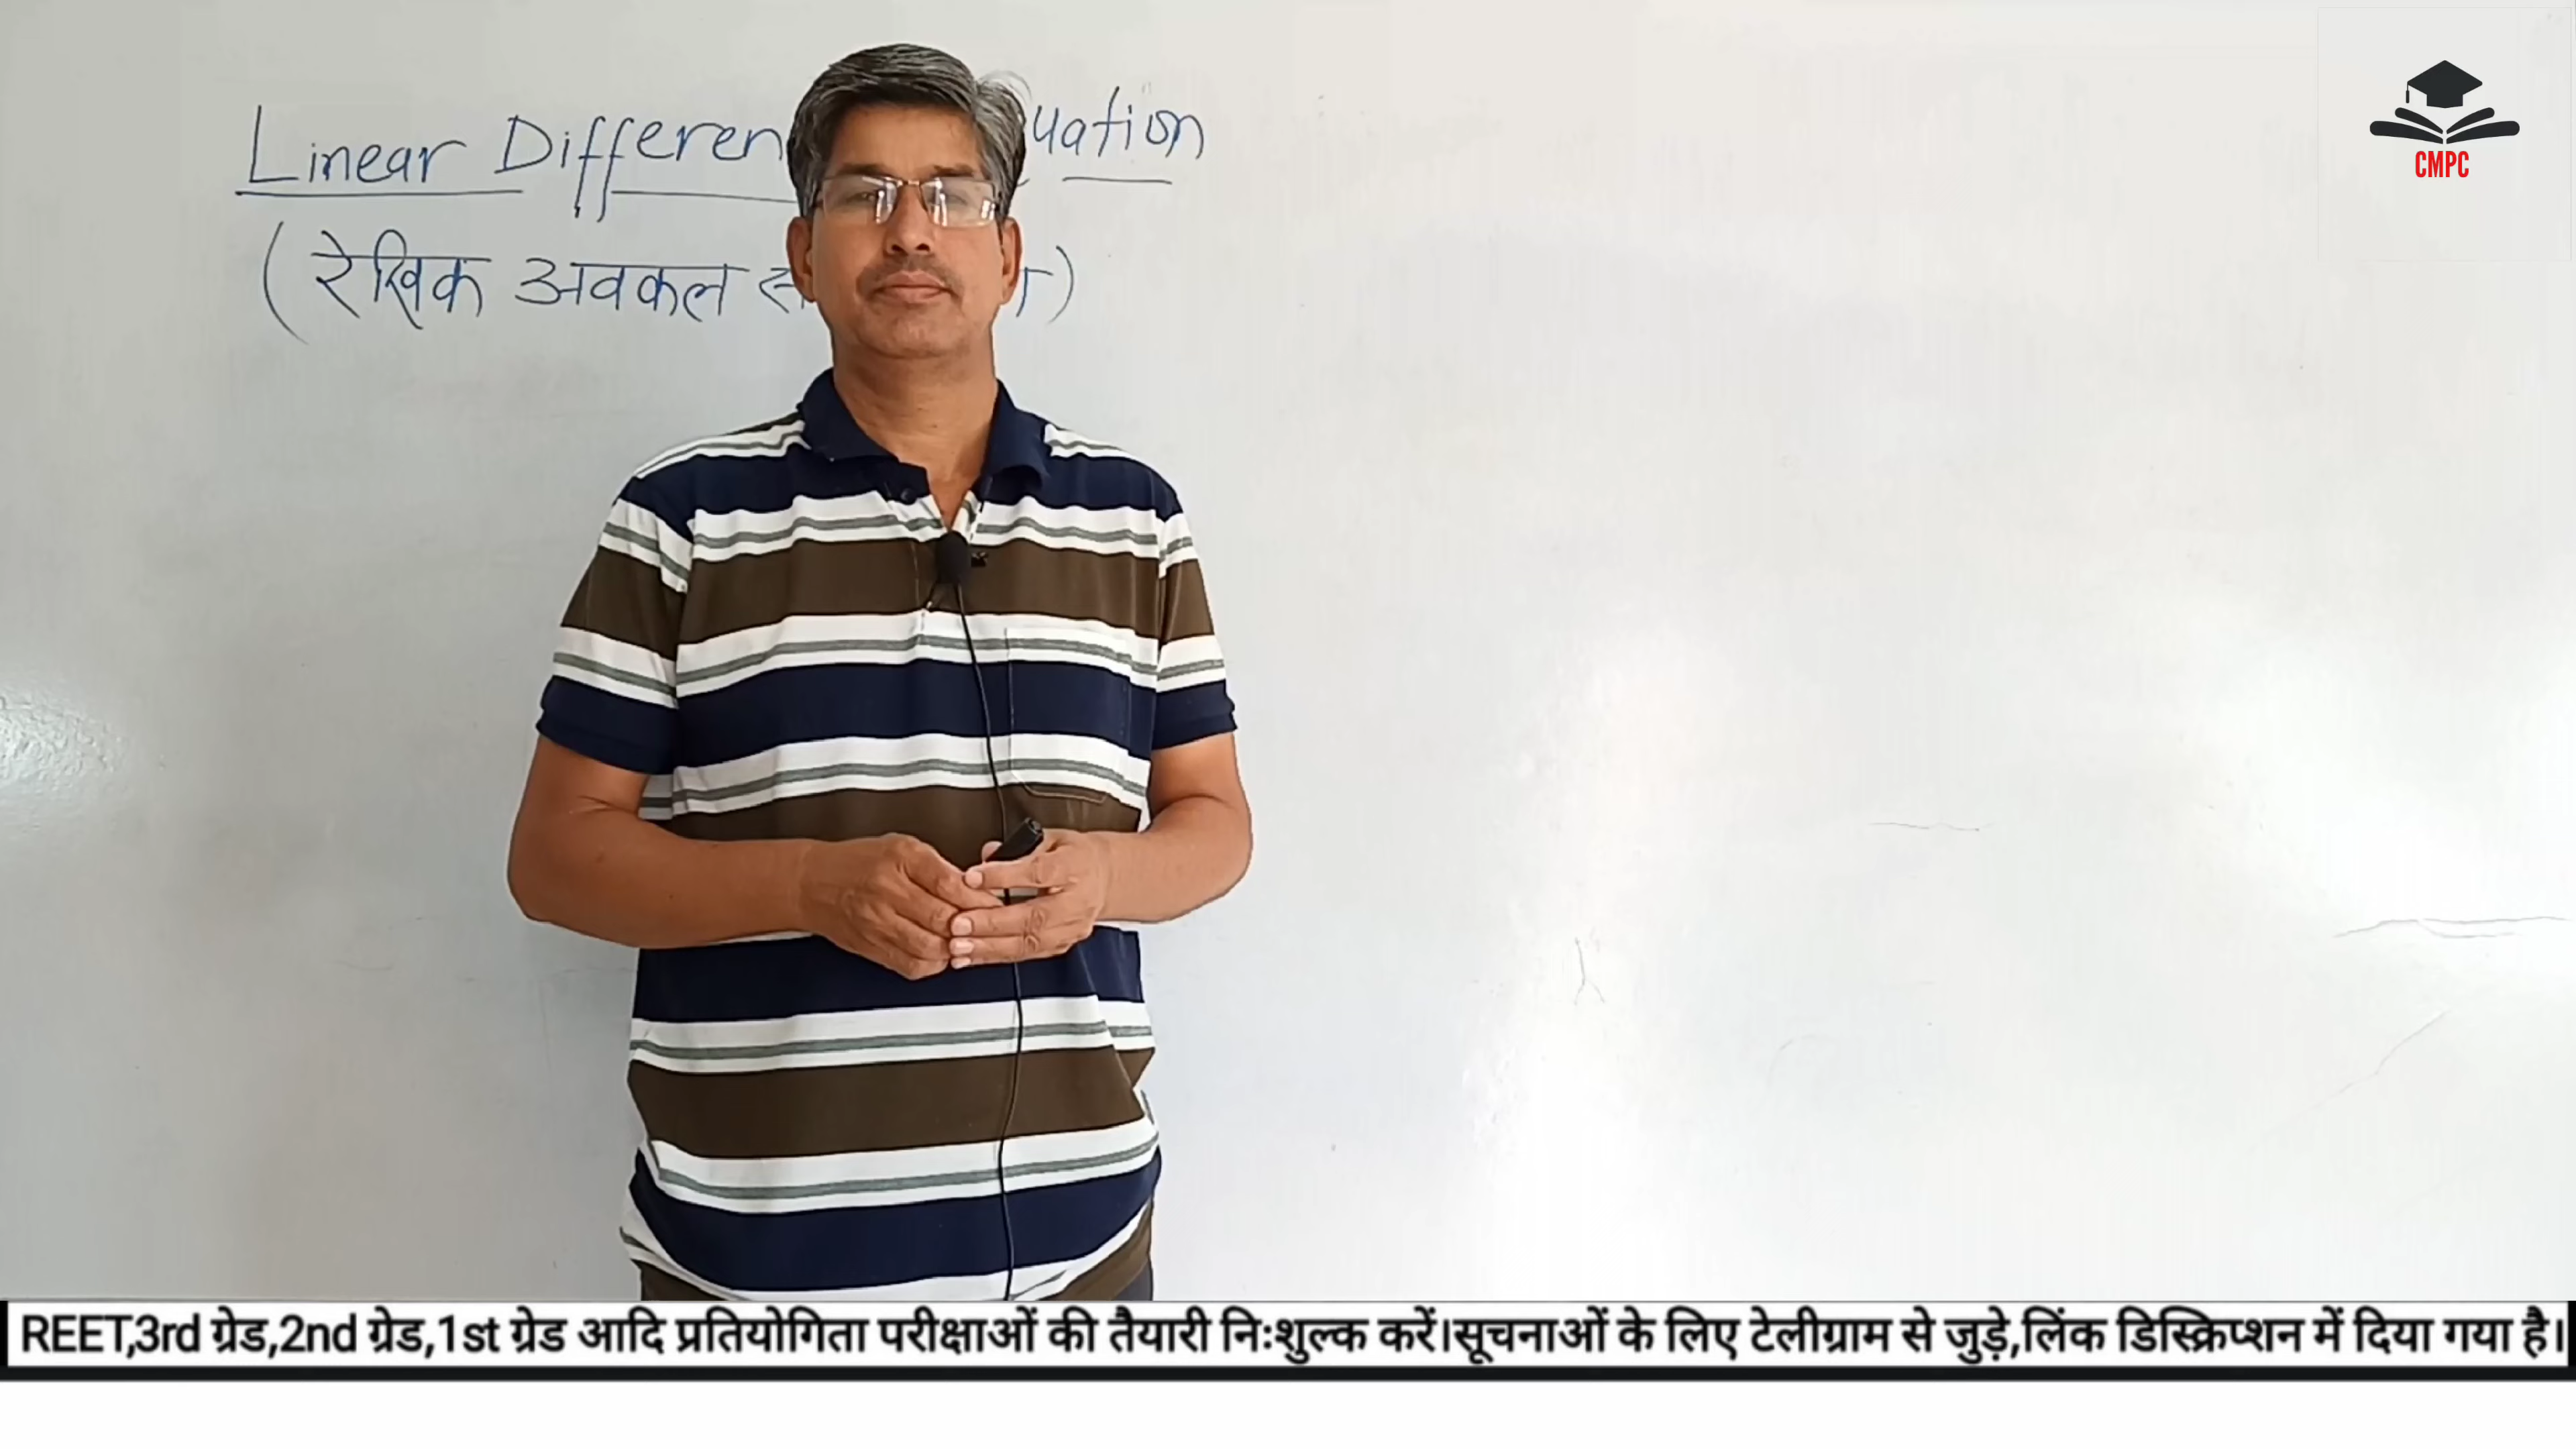 Linear Differen uation
(रेखिक अवकल स )
CMPC
REET,3rd ग्रेड,2nd ग्रेड,1st ग्रेड आदि प्रतियोगिता परीक्षाओं की तैयारी निःशुल्क करें।सूचनाओं के लिए टेलीग्राम से जुड़े,लिंक डिस्क्रिप्शन में दिया गया है।